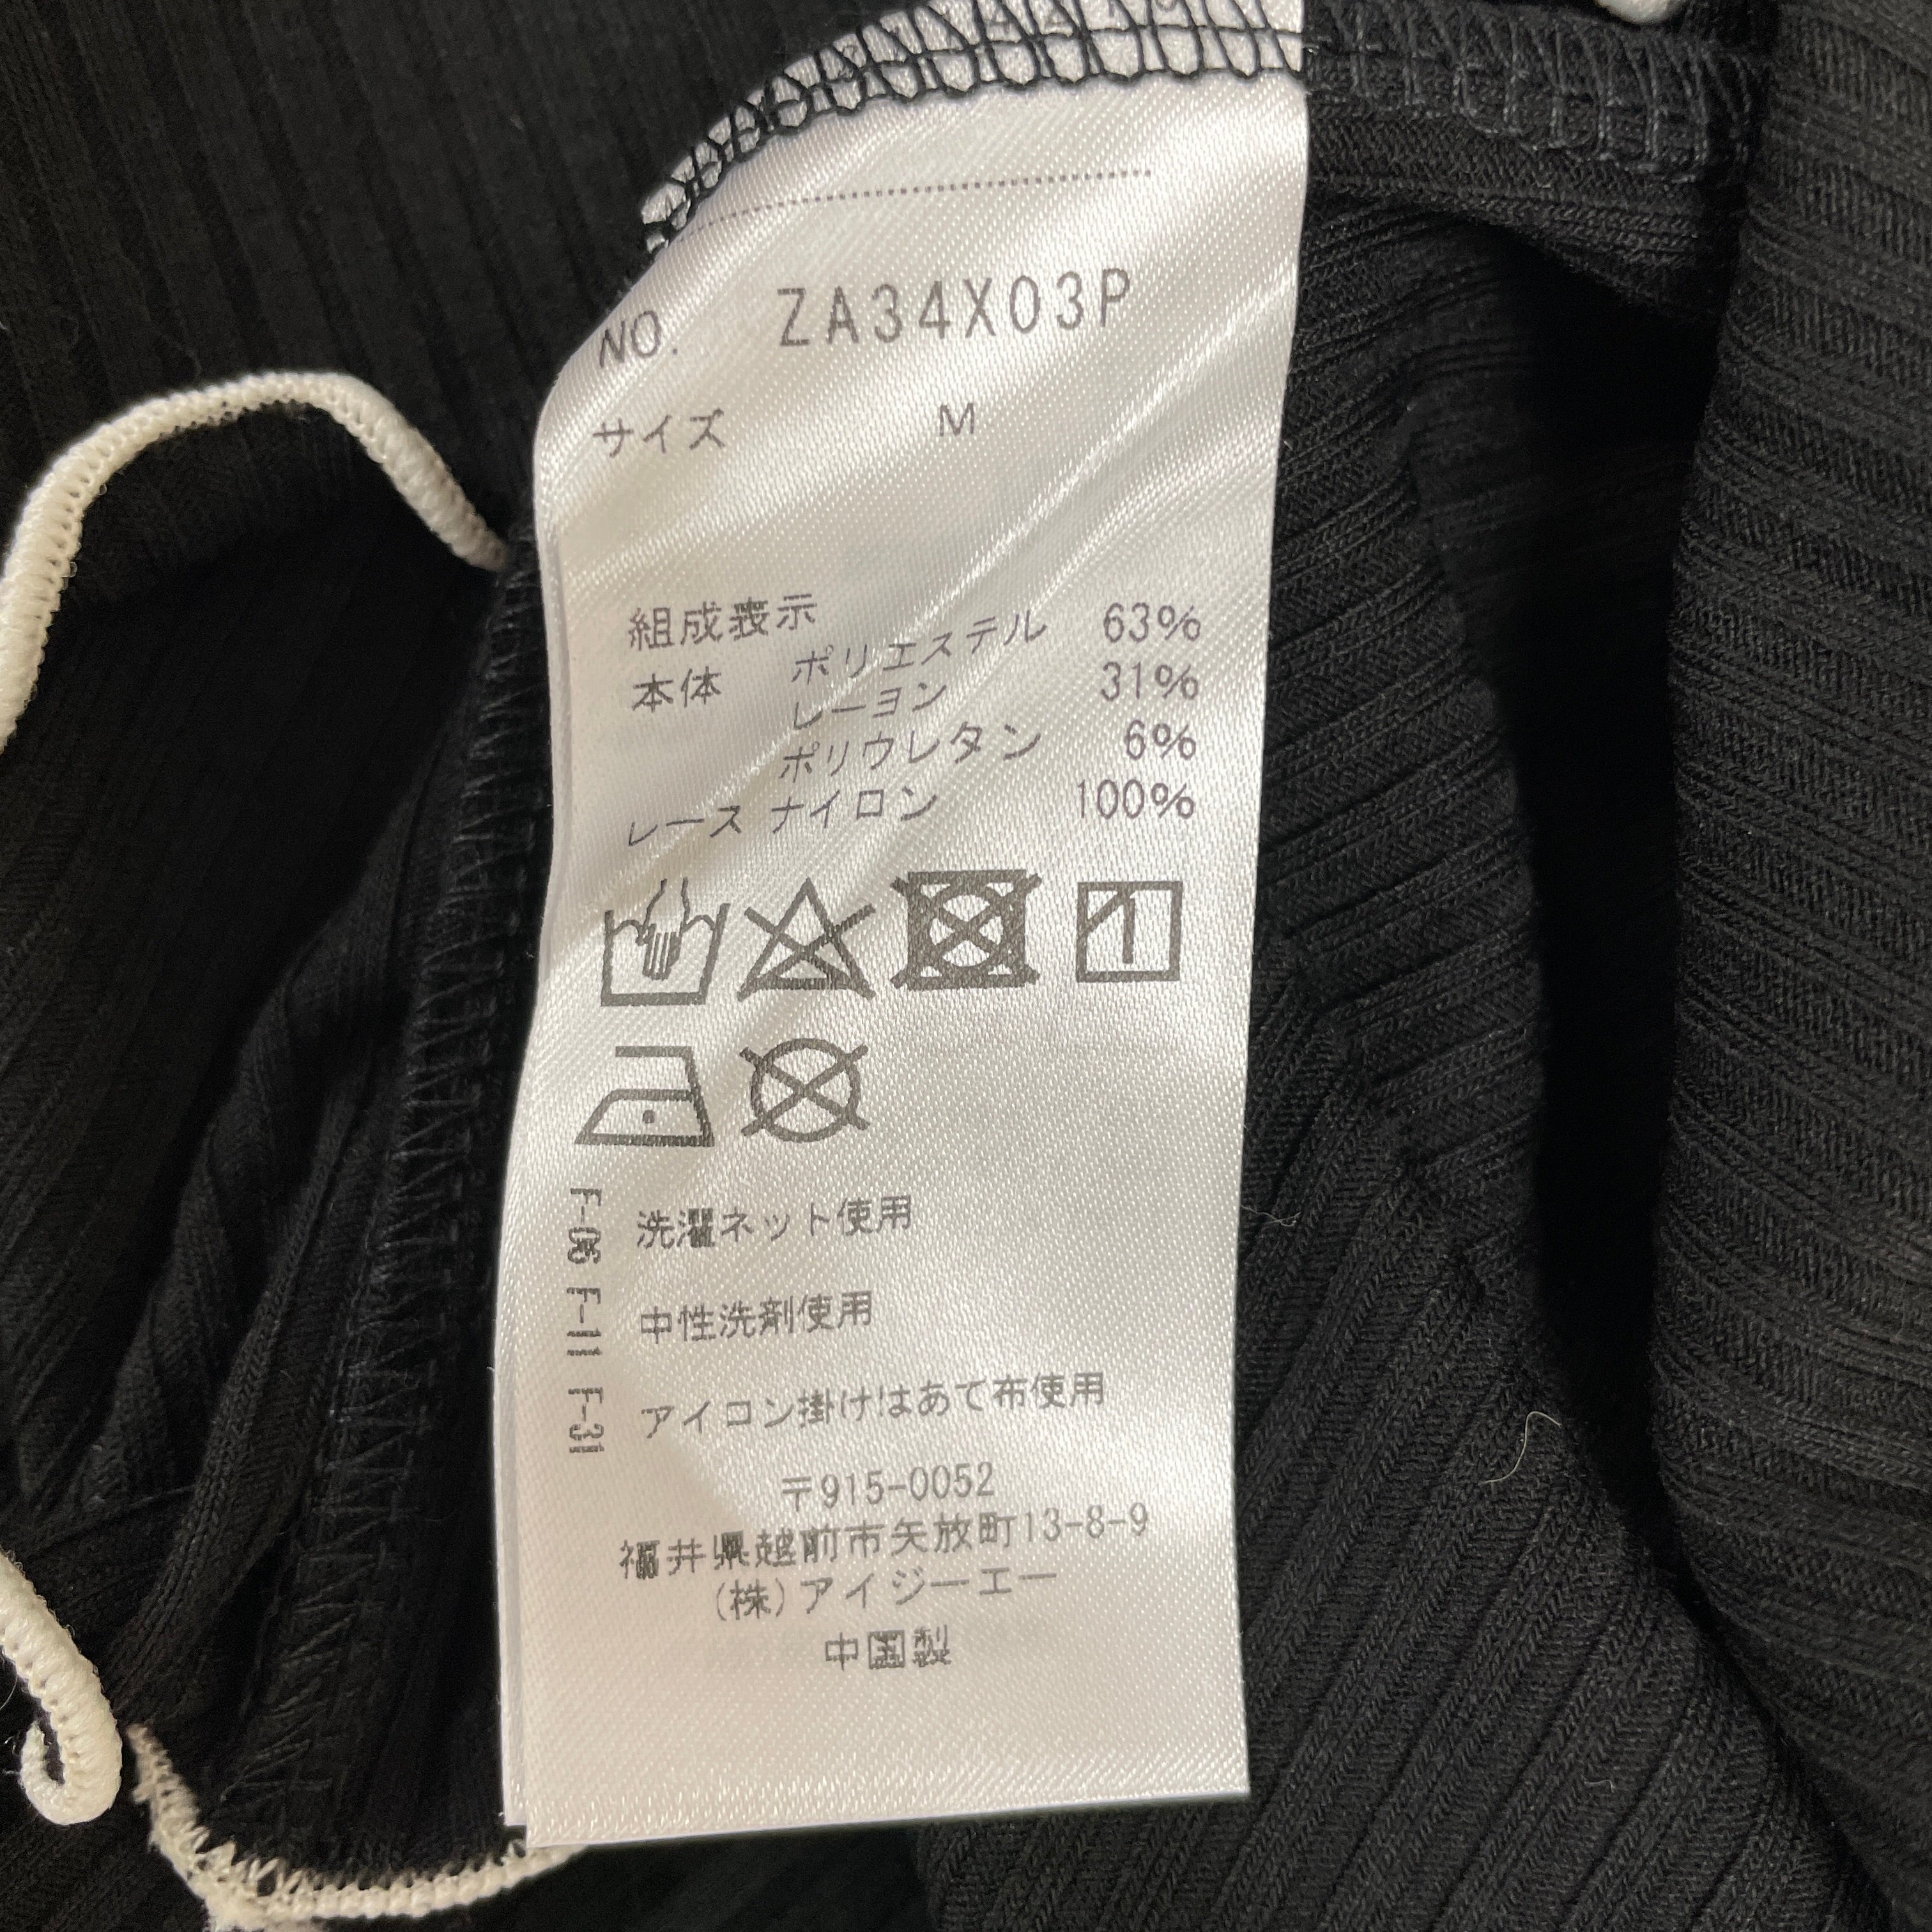 NO. ZA34X03P
サイズ M
組成表示
本体 ポリエステル 63%
レーヨン 31%
ポリウレタン 6%
レース ナイロン 100%
F-06 F-11 F-31
洗濯ネット使用
中性洗剤使用
アイロン掛けはあて布使用
〒915-0052
福井県越前市矢放町13-8-9
(株)アイジーエー
中国製